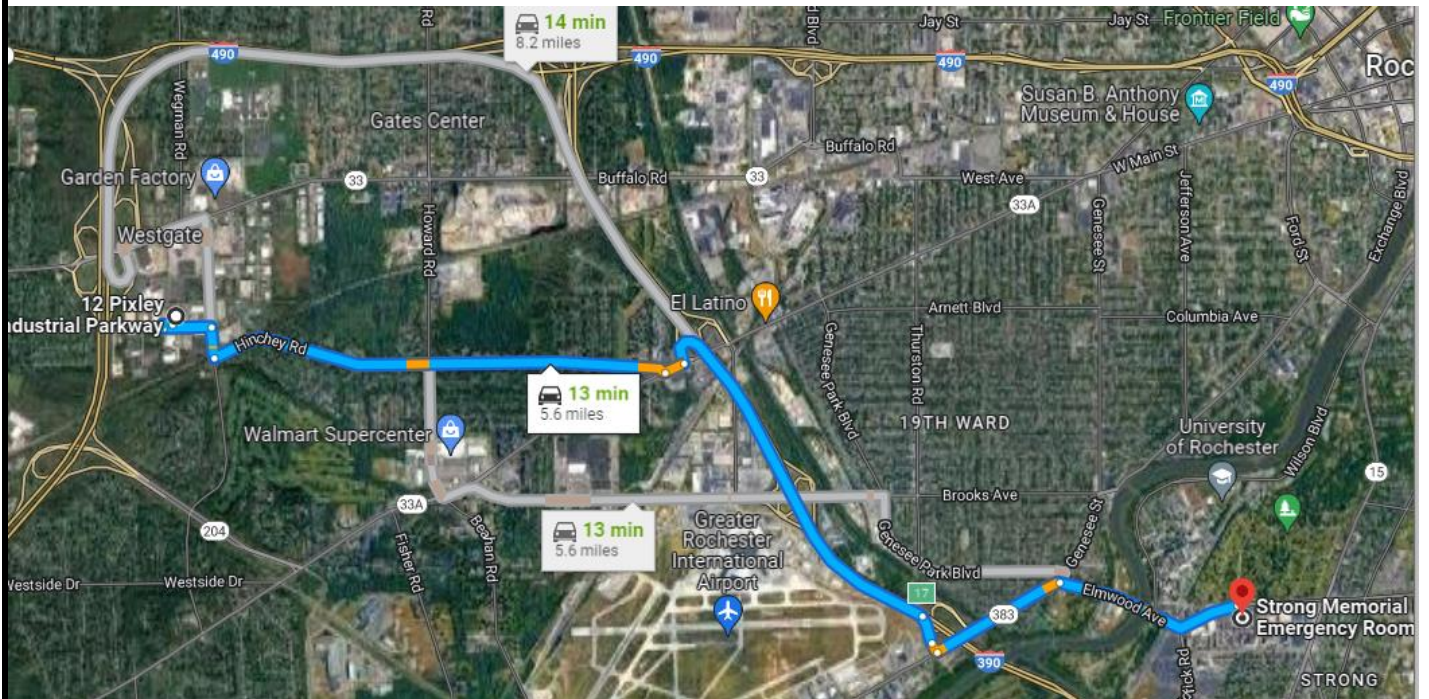 14 min
8.2 miles
Rd
Blvd
Jay St
Jay St
Frontier Field
490
490
490
490
Roc
Wegman Rd
Gates Center
Susan B. Anthony
Museum & House
Buffalo Rd
W Main St
Garden Factory
33
Buffalo Rd
33
West Ave
33A
Howard Rd
Genesee St
Jefferson Ave
Ford St
Exchange Blvd
Westgate
12 Pixley
ndustrial Parkway
El Latino
Arnett Blvd
Columbia Ave
Hinchey Rd
Genesee Park Blvd
Thurston Rd
13 min
5.6 miles
19TH WARD
Walmart Supercenter
University
of Rochester
Wilson Blvd
15
33A
Brooks Ave
204
Fisher Rd
Beahan Rd
13 min
5.6 miles
Greater
Rochester
International
Airport
Genesee Park Blvd
Genesee St
Westside Dr
Westside Dr
17
383
Elmwood Ave
Strong Memorial
Emergency Room
390
STRONG